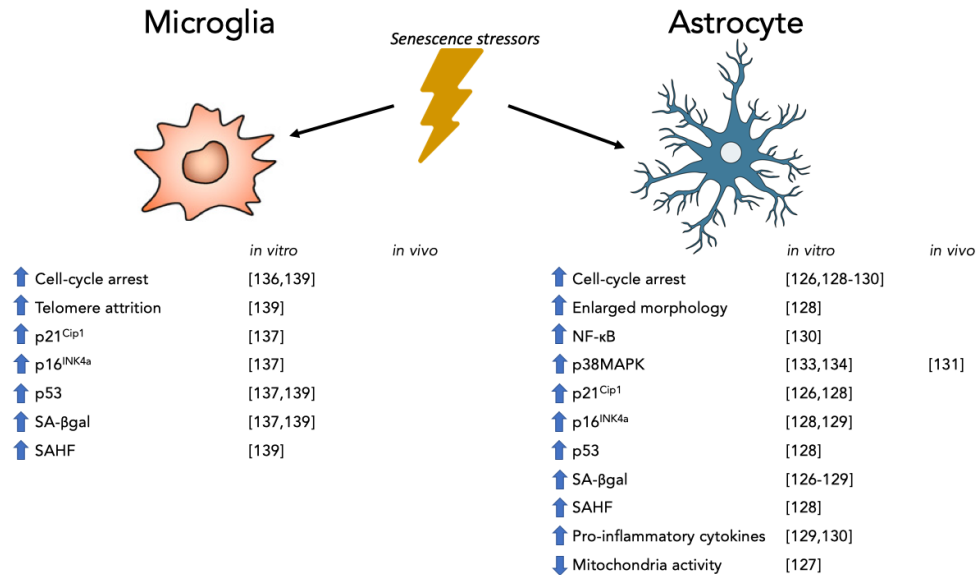 Microglia
Senescence stressors
Astrocyte
in vitro in vivo
Cell-cycle arrest [136,139]
Telomere attrition [139]
p21Cip1 [137]
p16INK4a [137]
p53 [137,139]
SA-βgal [137,139]
SAHF [139]
in vitro in vivo
Cell-cycle arrest [126,128-130]
Enlarged morphology [128]
NF-κB [130]
p38MAPK [133,134] [131]
p21Cip1 [126,128]
p16INK4a [128,129]
p53 [128]
SA-βgal [126-129]
SAHF [128]
Pro-inflammatory cytokines [129,130]
Mitochondria activity [127]